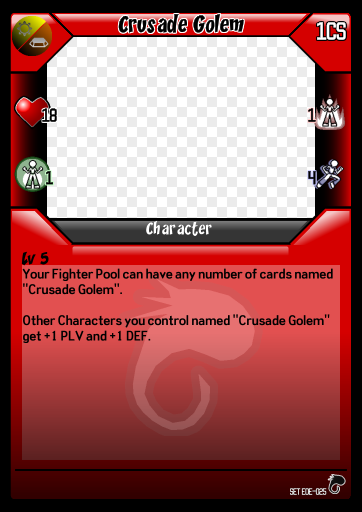 Crusade Golem
1CS
18
1
1
4
Character
Lv 5
Your Fighter Pool can have any number of cards named
"Crusade Golem".
Other Characters you control named "Crusade Golem"
get +1 PLV and +1 DEF.
SET EOE-025